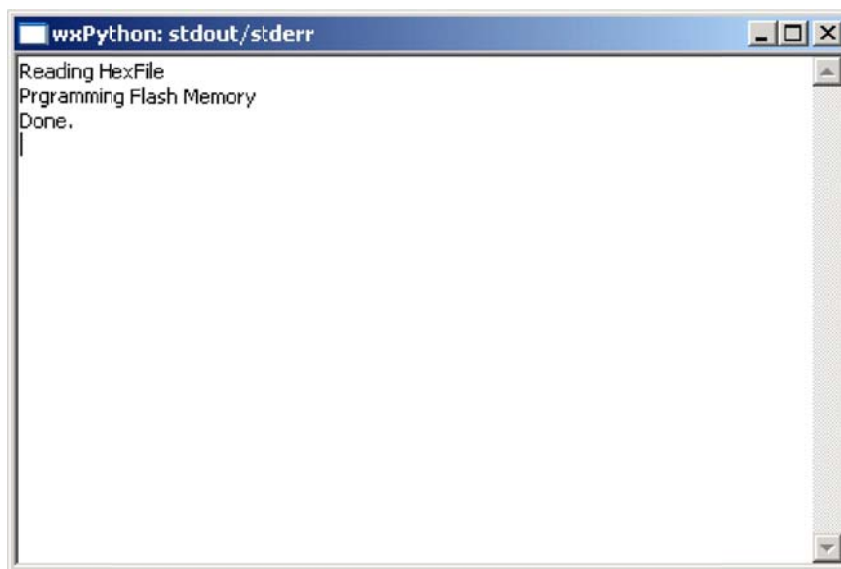 wxPython: stdout/stderr
Reading HexFile
Prgramming Flash Memory
Done.